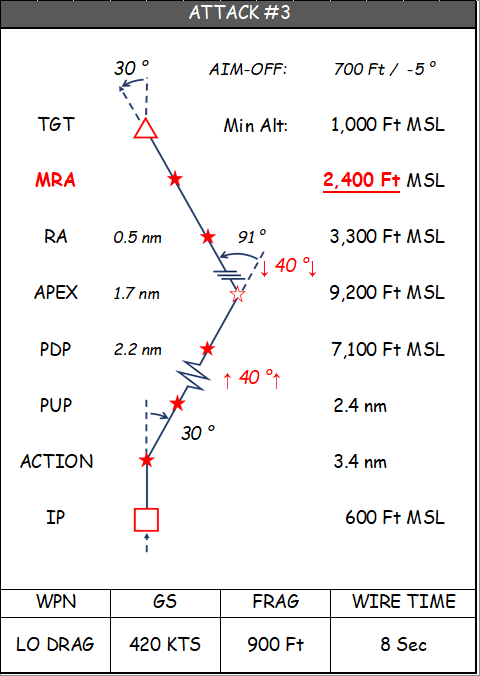 ATTACK #3
30 ° AIM-OFF: 700 Ft / -5 °
TGT Min Alt: 1,000 Ft MSL
MRA 2,400 Ft MSL
RA 0.5 nm 91 ° 3,300 Ft MSL
↓ 40 °↓
APEX 1.7 nm 9,200 Ft MSL
PDP 2.2 nm 7,100 Ft MSL
↑ 40 °↑
PUP 2.4 nm
30 °
ACTION 3.4 nm
IP 600 Ft MSL
WPN GS FRAG WIRE TIME
LO DRAG 420 KTS 900 Ft 8 Sec